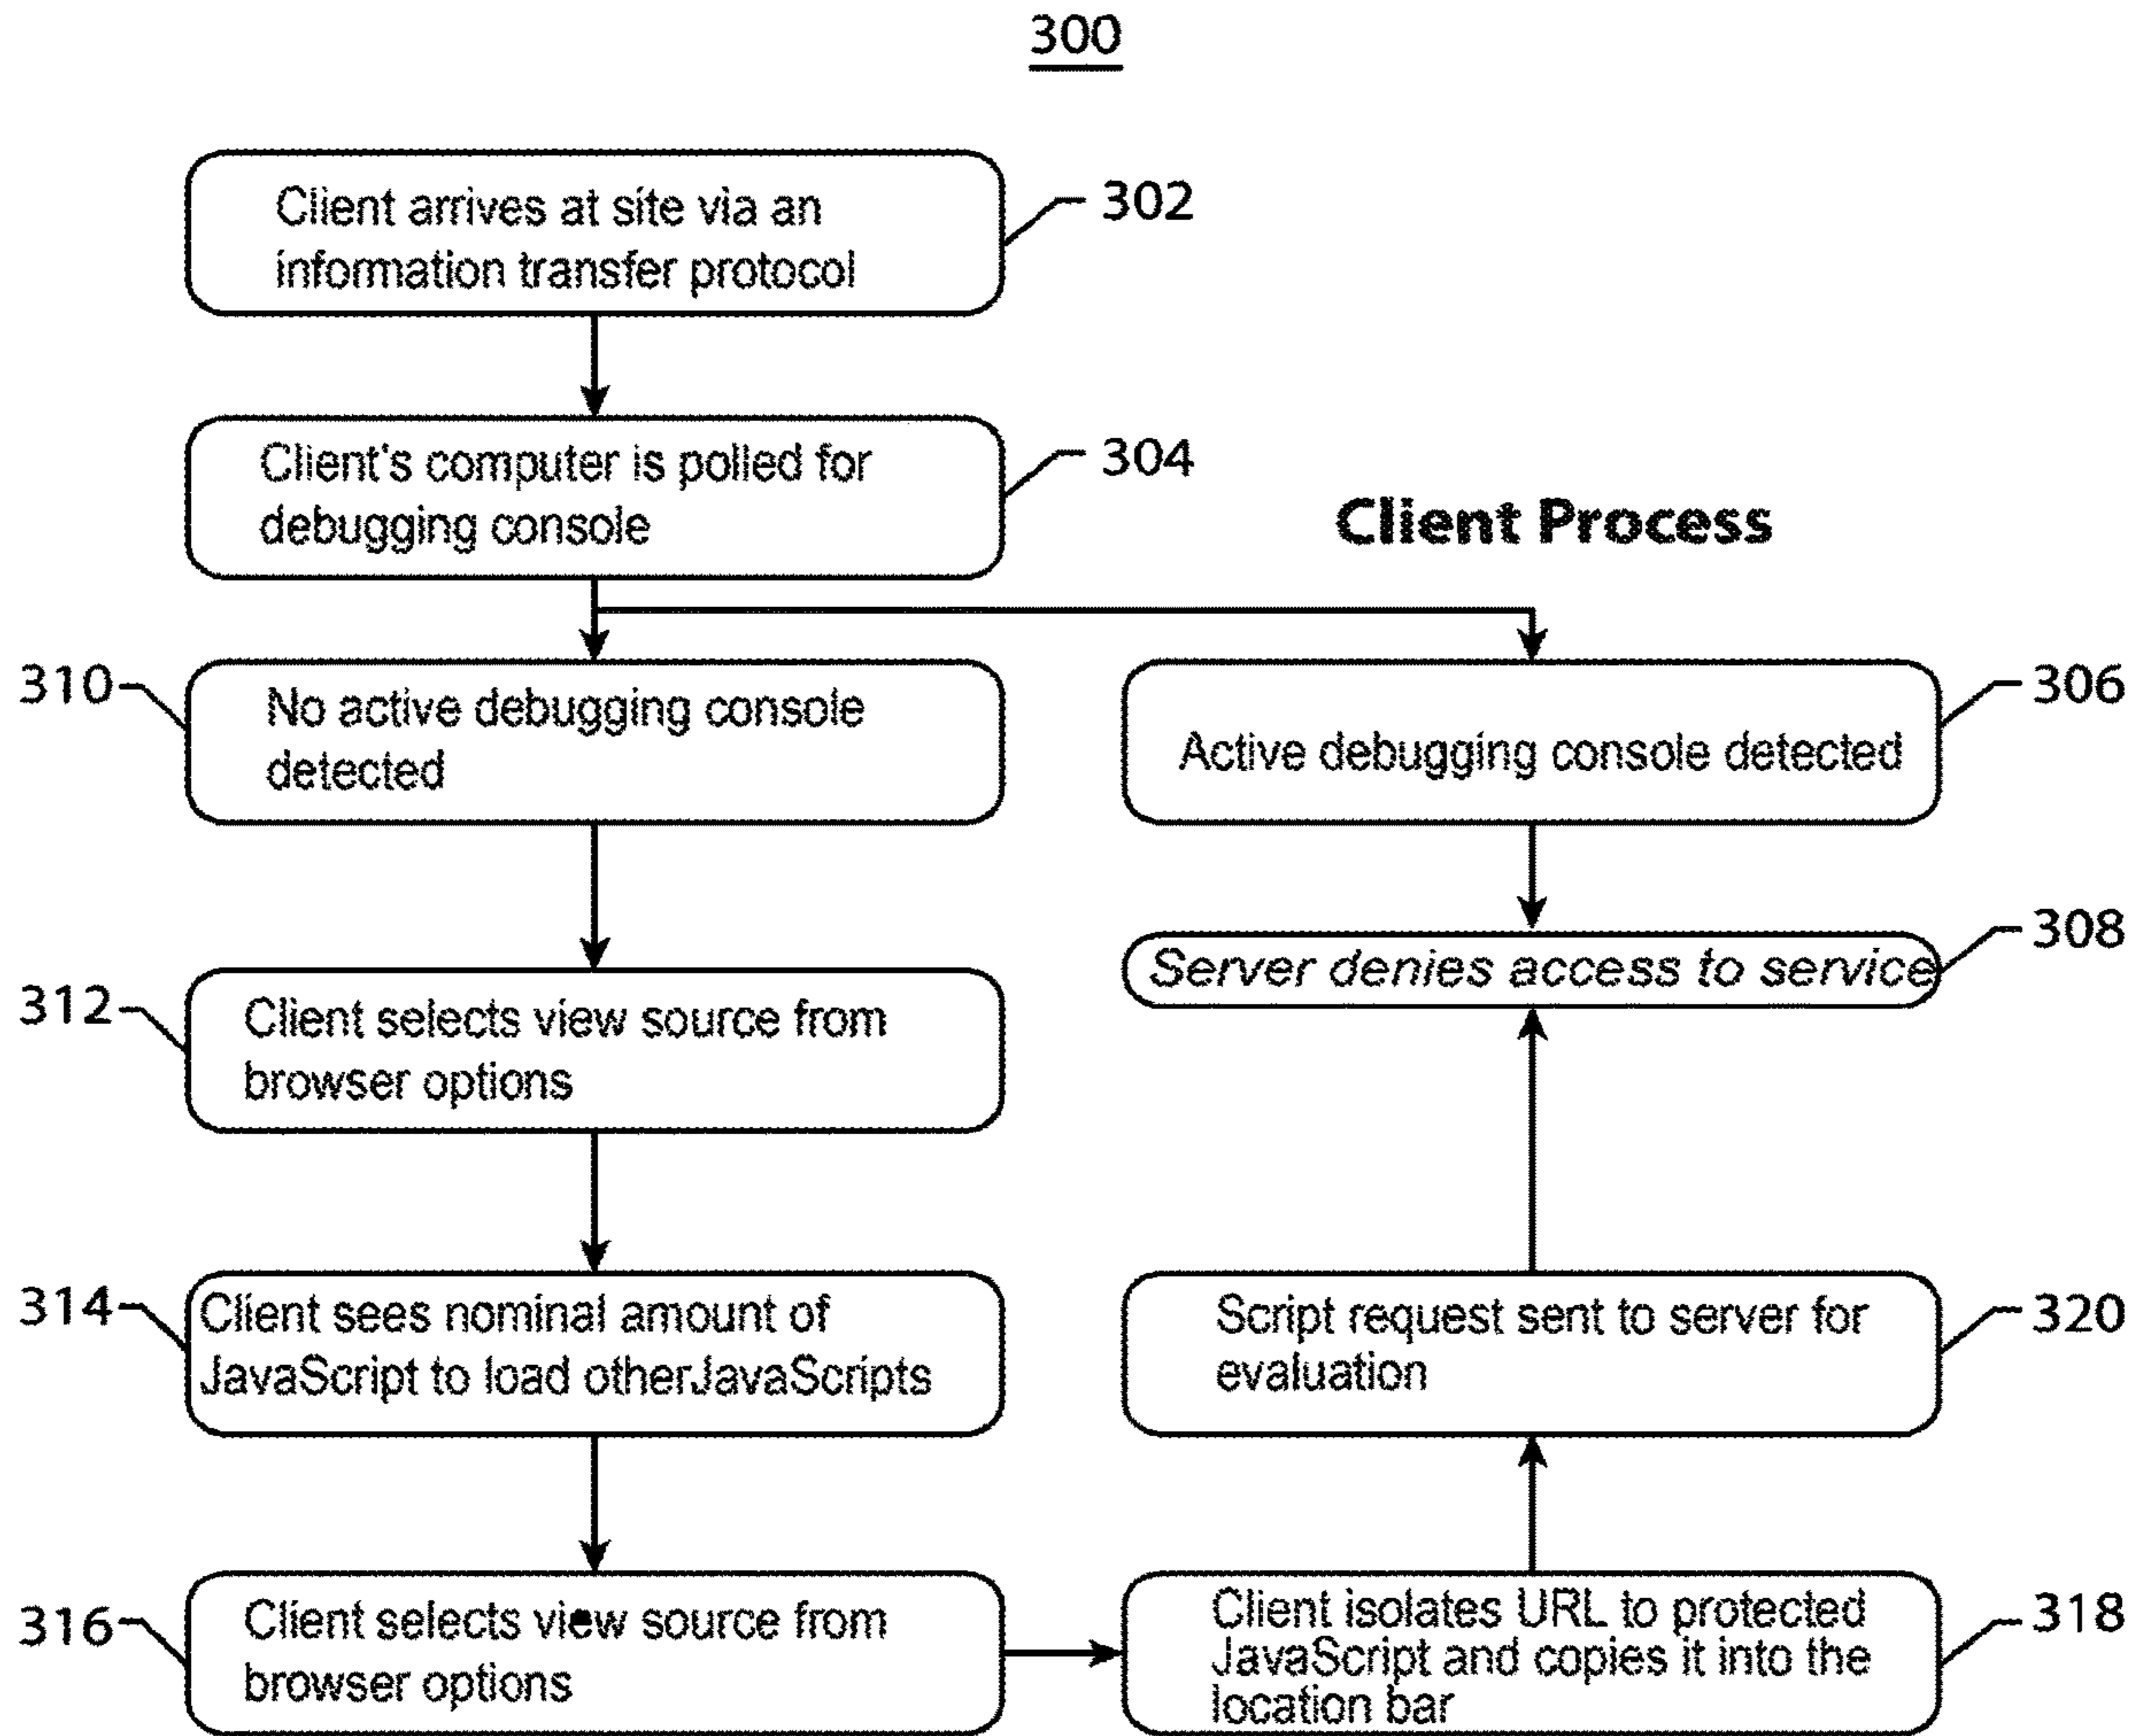 300
Client arrives at site via an
information transfer protocol
302
Client's computer is polled for
debugging console
304
Client Process
310
No active debugging console
detected
Active debugging console detected
306
Server denies access to service
308
312
Client selects view source from
browser options
314
Client sees nominal amount of
JavaScript to load otherJavaScripts
Script request sent to server for
evaluation
320
316
Client selects view source from
browser options
Client isolates URL to protected
JavaScript and copies it into the
location bar
318